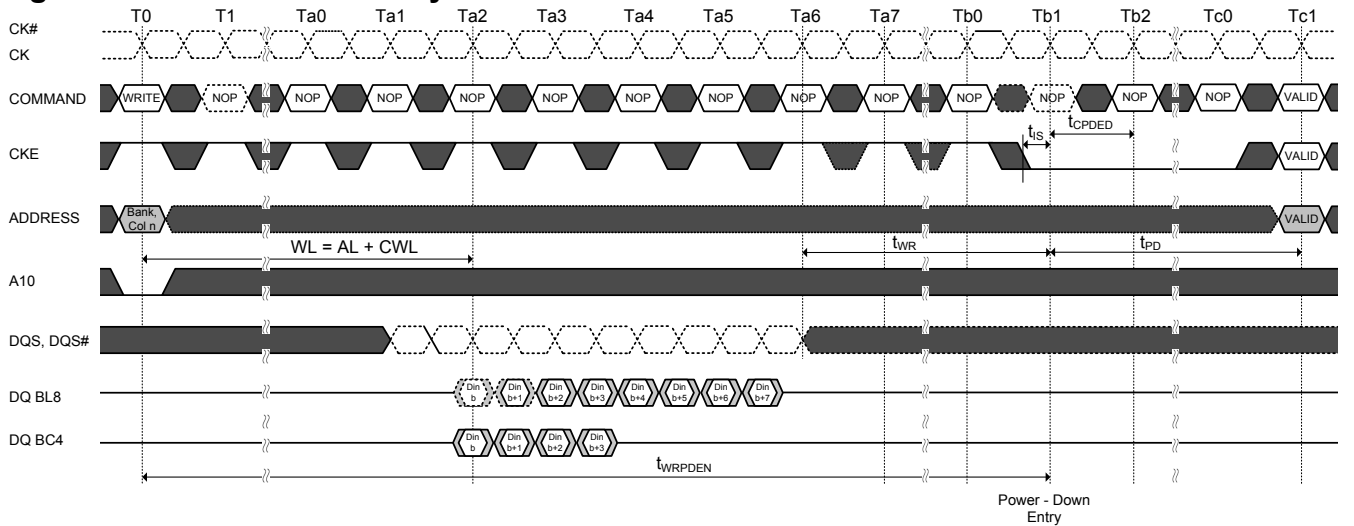 T0 T1 Ta0 Ta1 Ta2 Ta3 Ta4 Ta5 Ta6 Ta7 Tb0 Tb1 Tb2 Tc0 Tc1
CK#
CK
COMMAND WRITE NOP NOP NOP NOP NOP NOP NOP NOP NOP NOP NOP NOP NOP VALID
tIS tCPDED
CKE VALID
ADDRESS Bank, Col n VALID
WL = AL + CWL tWR tPD
A10
DQS, DQS#
DQ BL8 Din b Din b+1 Din b+2 Din b+3 Din b+4 Din b+5 Din b+6 Din b+7
DQ BC4 Din b Din b+1 Din b+2 Din b+3
tWRPDEN
Power - Down
Entry